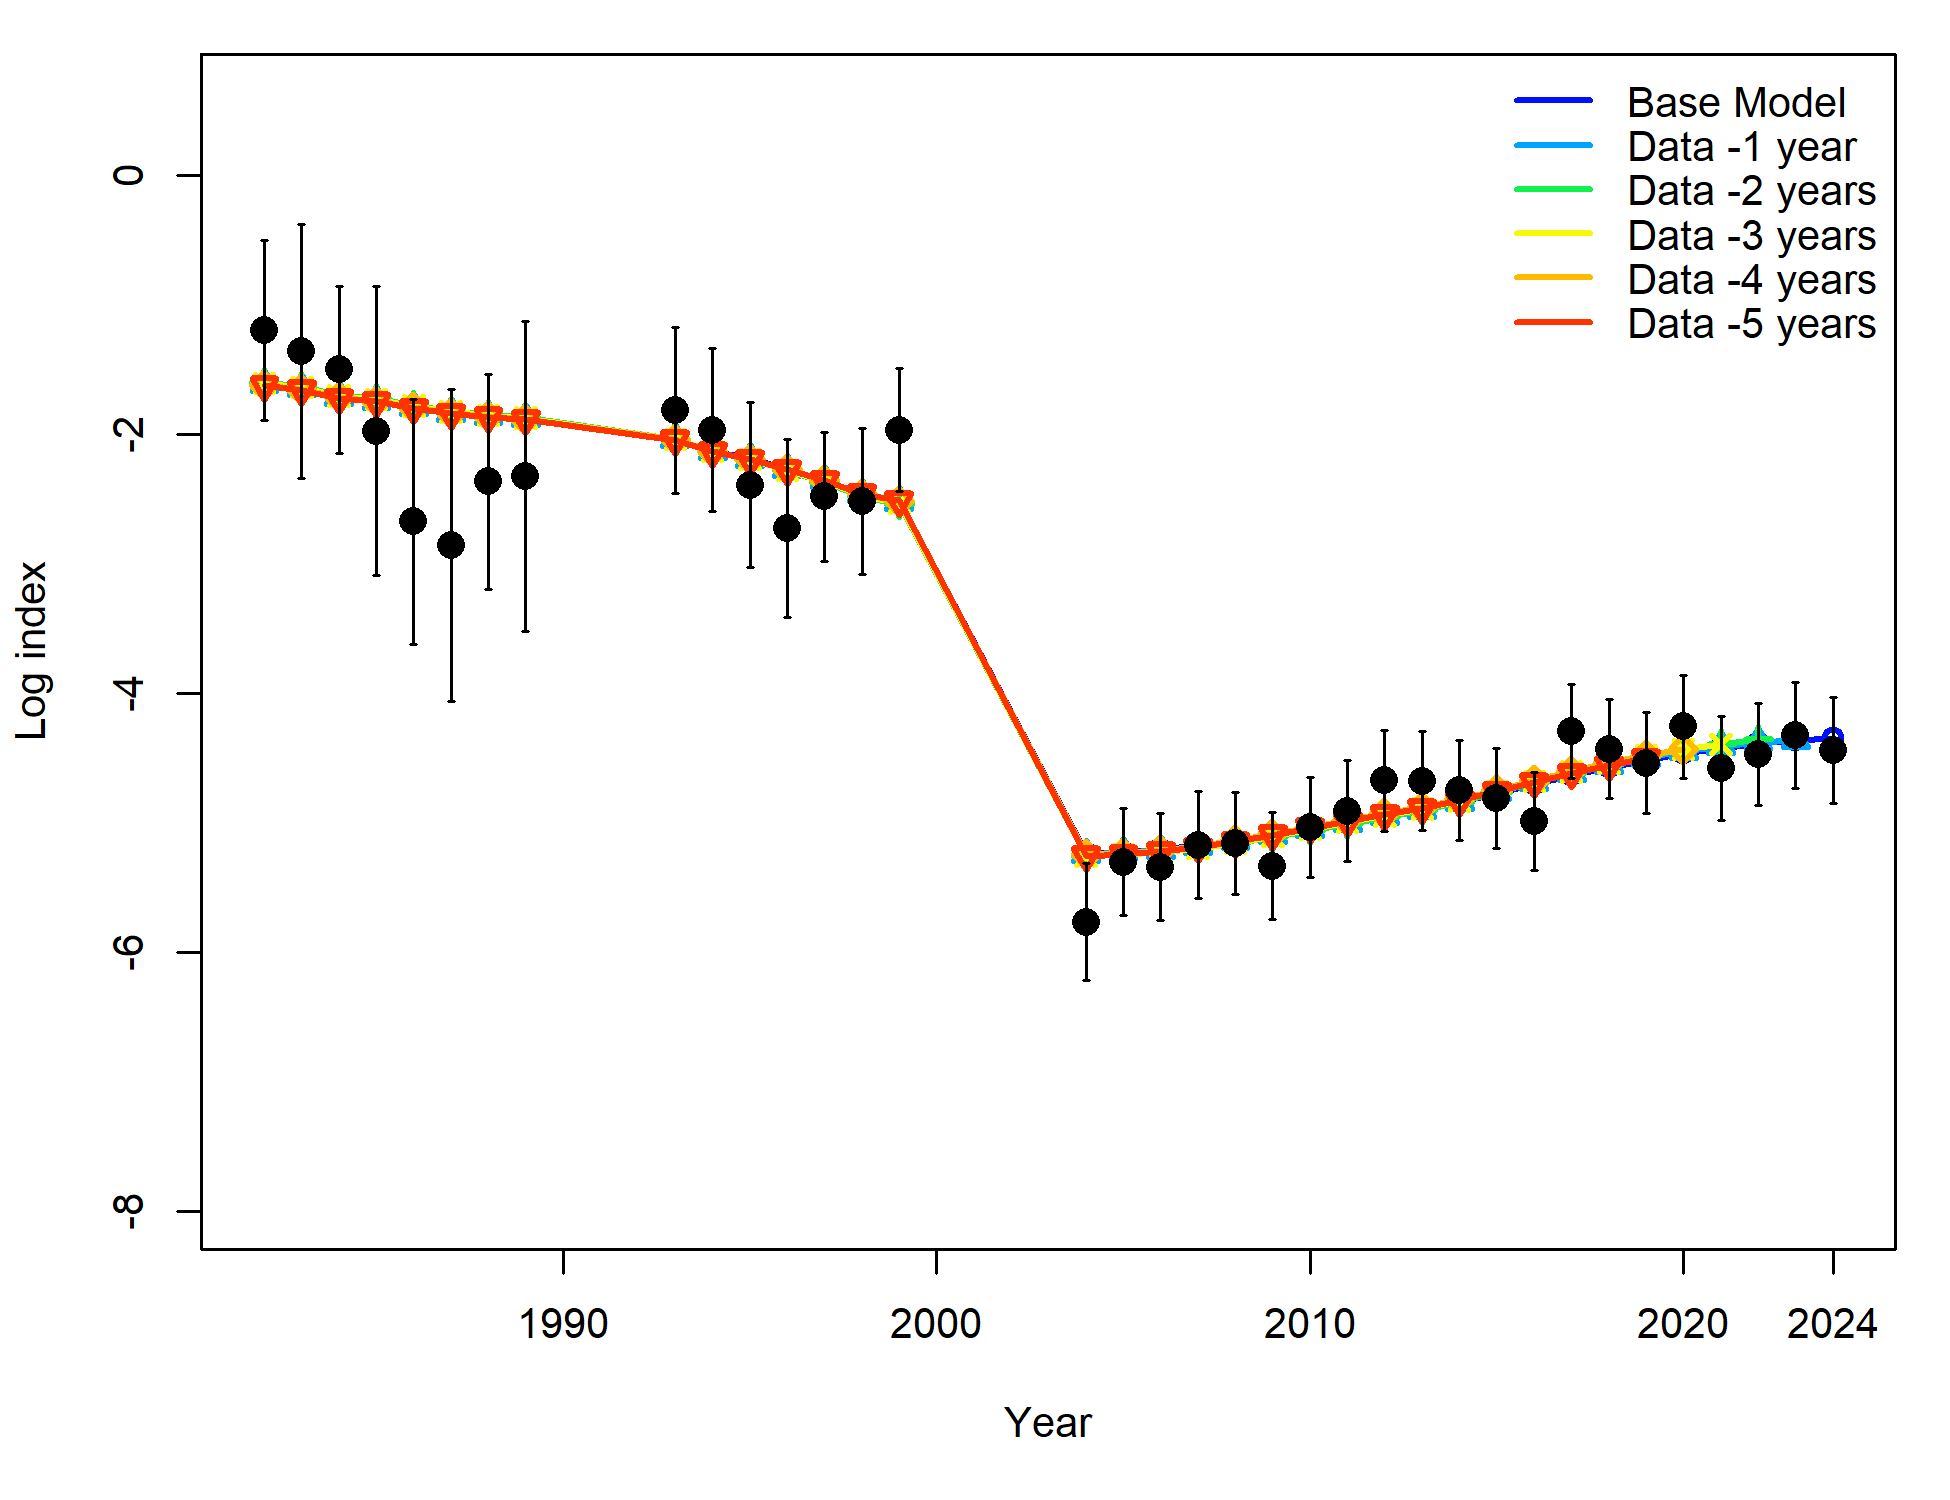 Base Model
Data -1 year
Data -2 years
Data -3 years
Data -4 years
Data -5 years
0
-2
-4
-6
-8
Log index
1990 2000 2010 2020 2024
Year